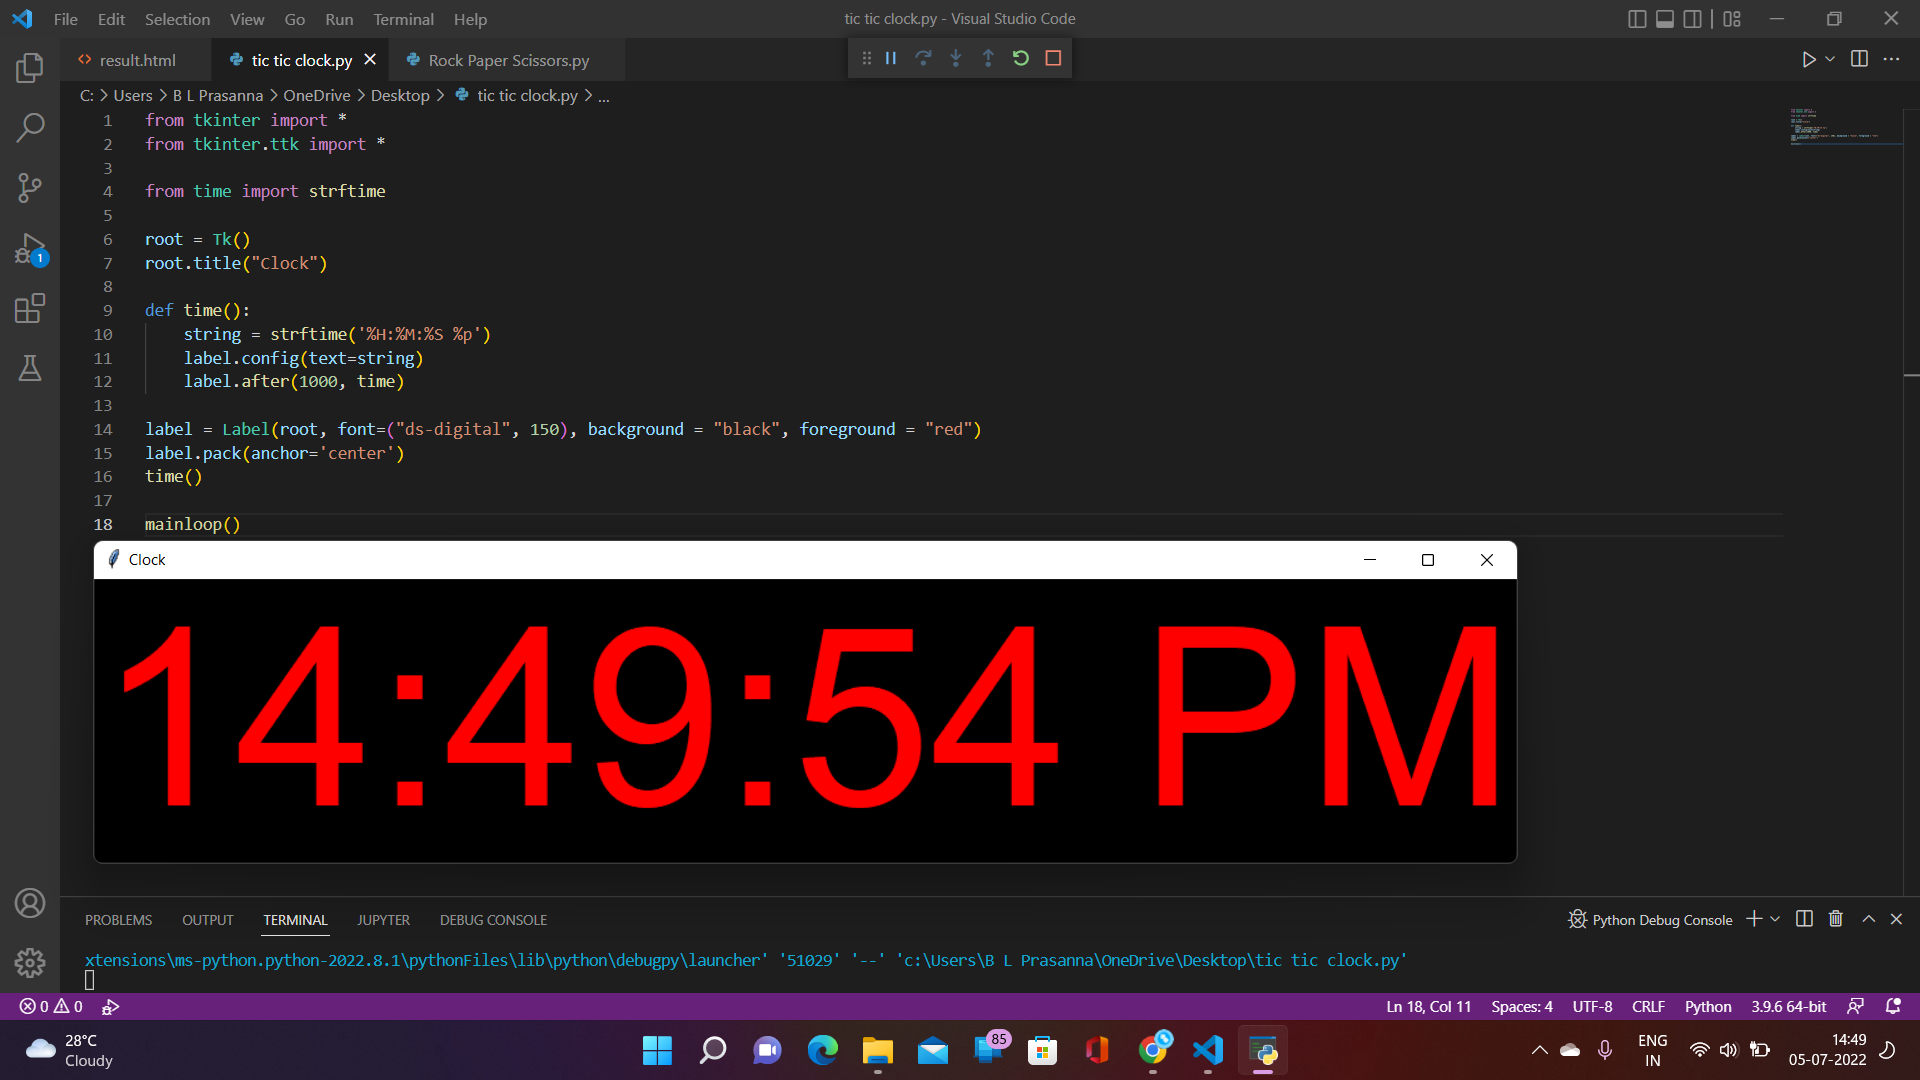 File Edit Selection View Go Run Terminal Help
tic tic clock.py - Visual Studio Code
result.html
tic tic clock.py
Rock Paper Scissors.py
C: > Users > B L Prasanna > OneDrive > Desktop > tic tic clock.py > ...
1 from tkinter import *
2 from tkinter.ttk import *
3
4 from time import strftime
5
6 root = Tk()
7 root.title("Clock")
8
9 def time():
10     string = strftime('%H:%M:%S %p')
11     label.config(text=string)
12     label.after(1000, time)
13
14 label = Label(root, font=("ds-digital", 150), background = "black", foreground = "red")
15 label.pack(anchor='center')
16 time()
17
18 mainloop()
1
Clock
14:49:54 PM
PROBLEMS OUTPUT TERMINAL JUPYTER DEBUG CONSOLE
Python Debug Console
xtensions\ms-python.python-2022.8.1\pythonFiles\lib\python\debugpy\launcher' '51029' '--' 'c:\Users\B L Prasanna\OneDrive\Desktop\tic tic clock.py'
0 0
Ln 18, Col 11 Spaces: 4 UTF-8 CRLF Python 3.9.6 64-bit
28°C
Cloudy
85
ENG
IN
14:49
05-07-2022